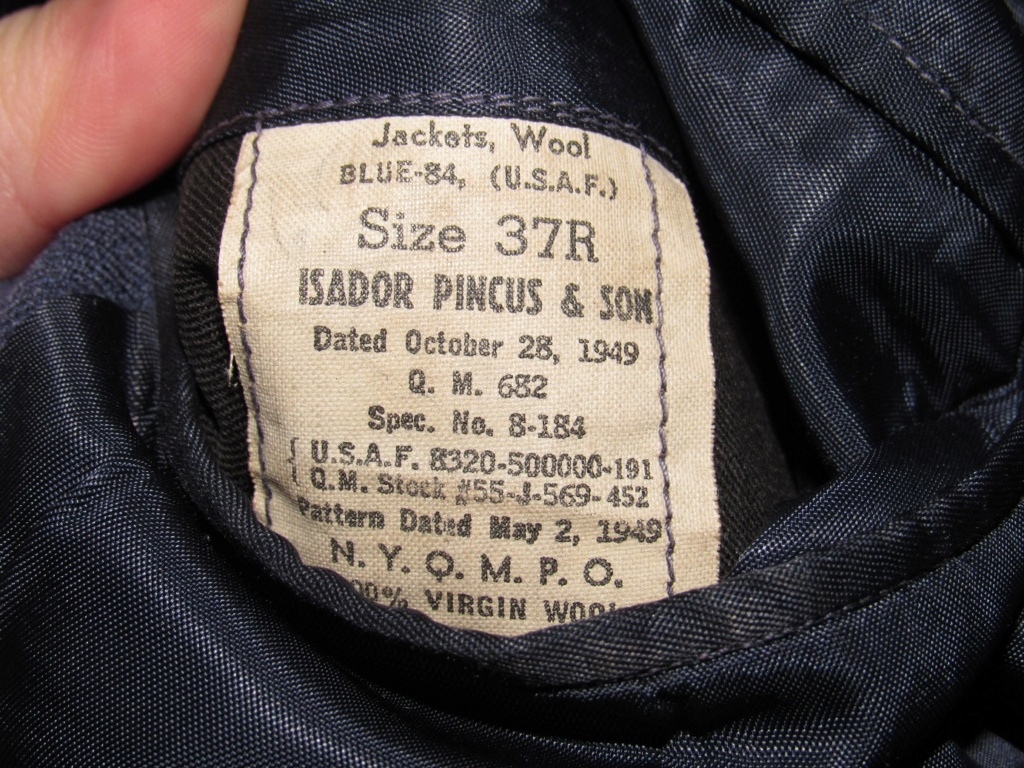 Jackets, Wool
BLUE-84, (U.S.A.F.)
Size 37R
ISADOR PINCUS & SON
Dated October 28, 1949
Q. M. 682
Spec. No. 8-184
{ U.S.A.F. 8320-500000-191
{ Q.M. Stock #55-J-569-452
Pattern Dated May 2, 1949
N. Y. Q. M. P. O.
00% VIRGIN WOOL